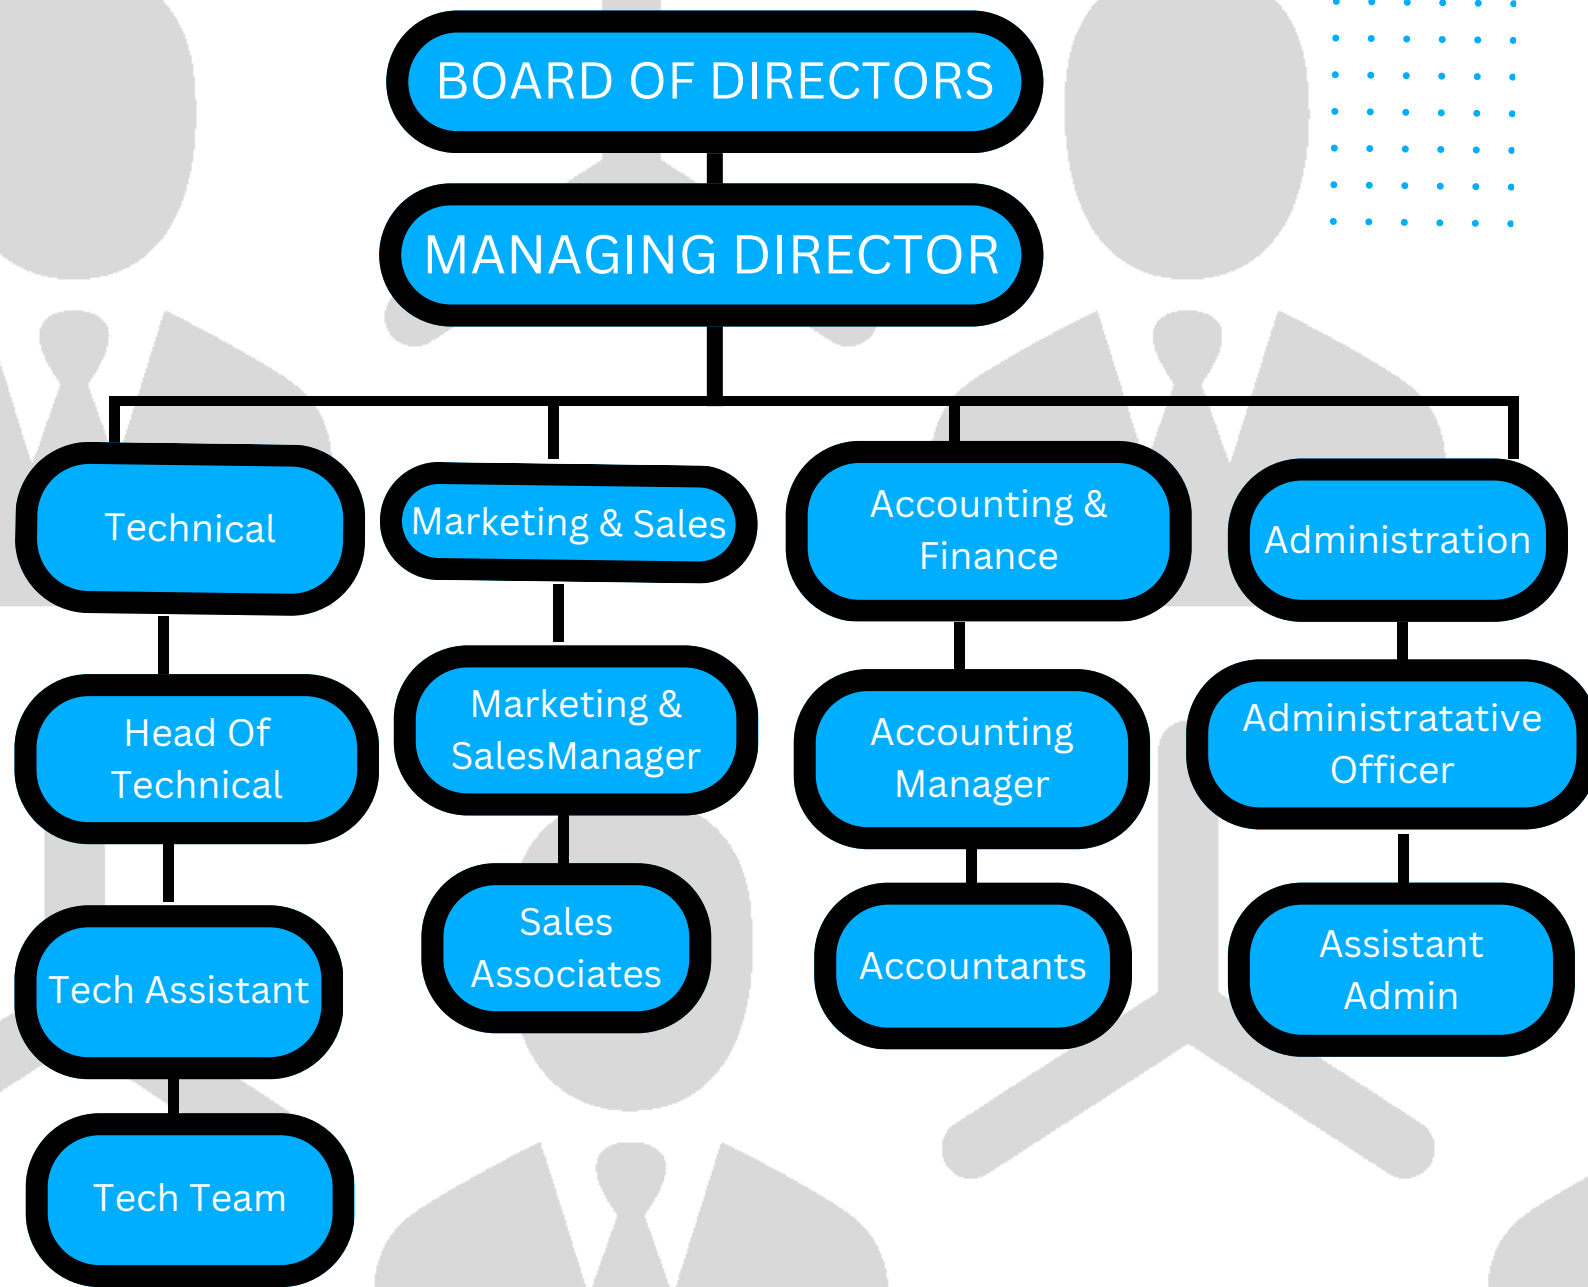 BOARD OF DIRECTORS
MANAGING DIRECTOR
Technical
Marketing & Sales
Accounting &
Finance
Administration
Head Of
Technical
Marketing &
SalesManager
Accounting
Manager
Administratative
Officer
Tech Assistant
Sales
Associates
Accountants
Assistant
Admin
Tech Team